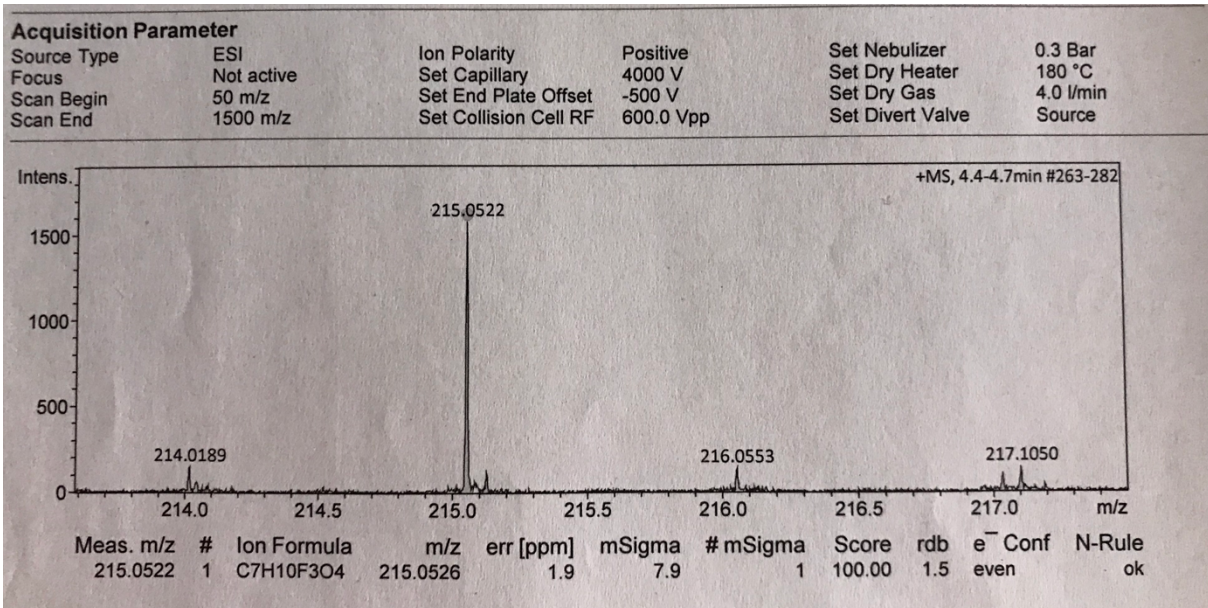 Acquisition Parameter
Source Type ESI Ion Polarity Positive Set Nebulizer 0.3 Bar
Focus Not active Set Capillary 4000 V Set Dry Heater 180 °C
Scan Begin 50 m/z Set End Plate Offset -500 V Set Dry Gas 4.0 l/min
Scan End 1500 m/z Set Collision Cell RF 600.0 Vpp Set Divert Valve Source
Intens.
+MS, 4.4-4.7min #263-282
215.0522
1500
1000
500
214.0189 216.0553 217.1050
0
214.0 214.5 215.0 215.5 216.0 216.5 217.0 m/z
Meas. m/z # Ion Formula m/z err [ppm] mSigma # mSigma Score rdb e⁻ Conf N-Rule
215.0522 1 C7H10F3O4 215.0526 1.9 7.9 1 100.00 1.5 even ok